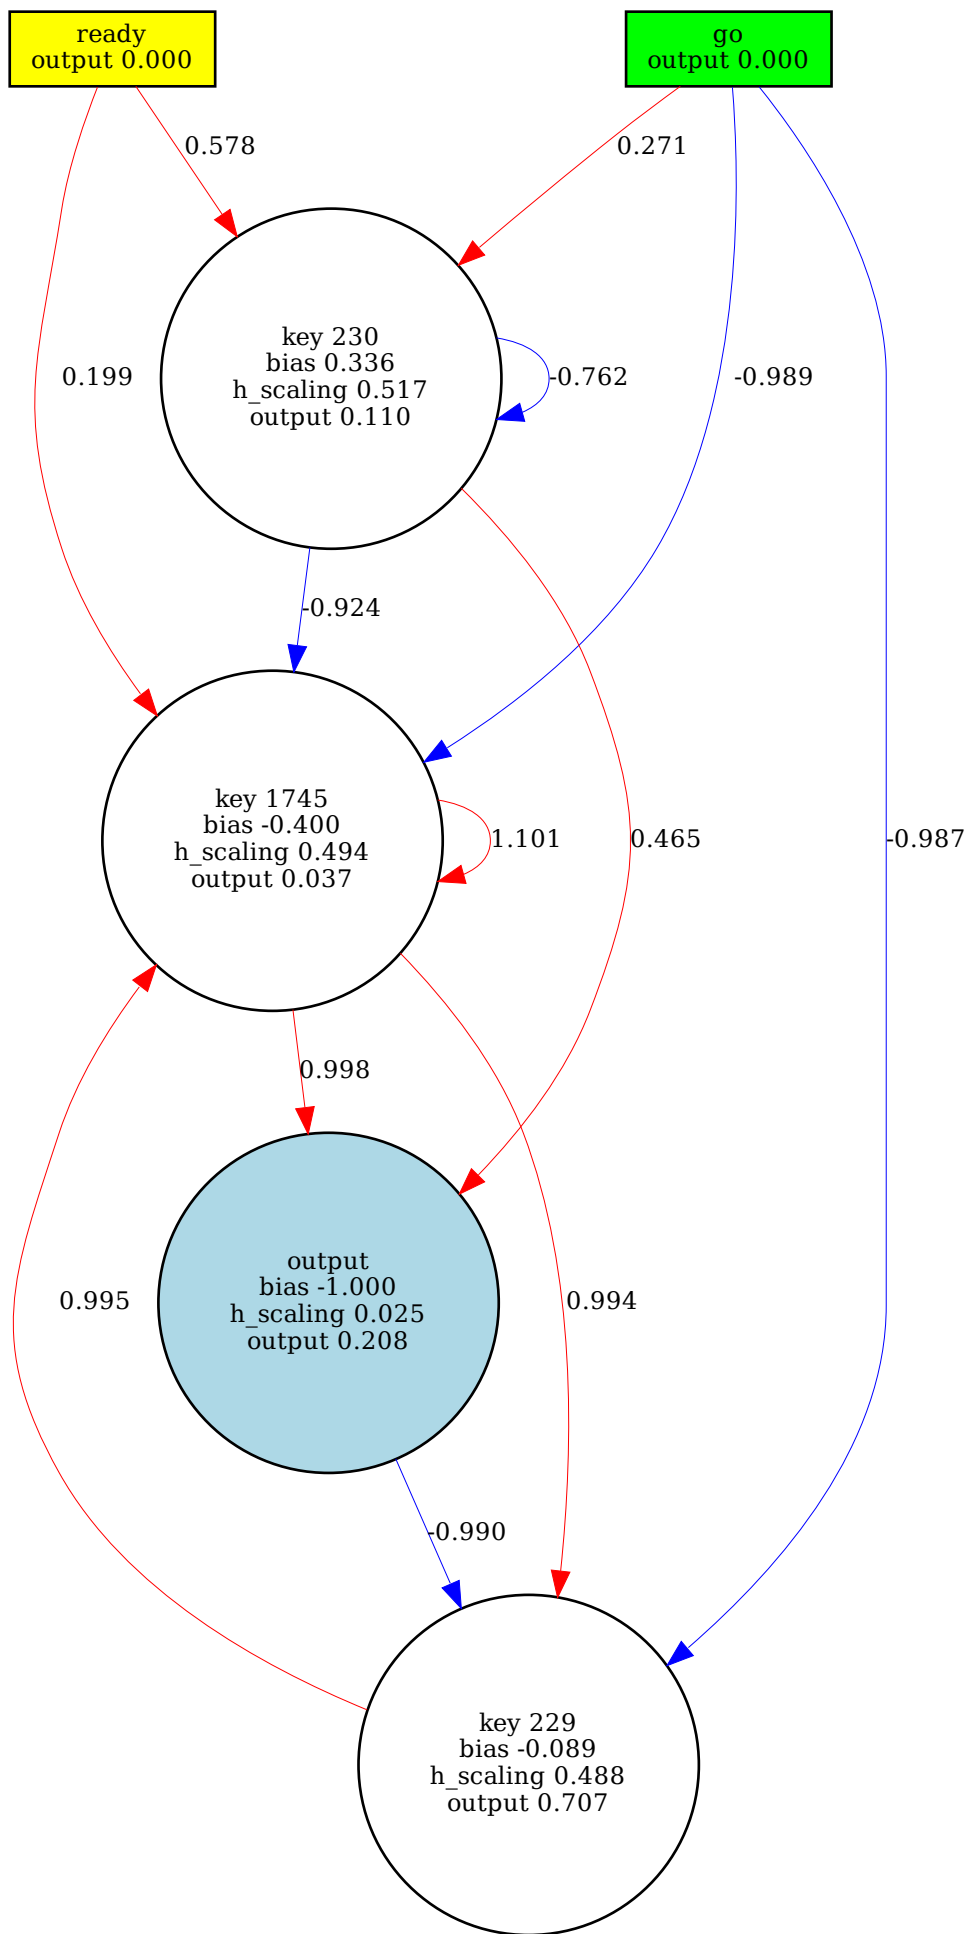 ready
output 0.000
go
output 0.000
0.578
0.271
key 230
bias 0.336
h_scaling 0.517
output 0.110
0.199
-0.762
-0.989
-0.924
key 1745
bias -0.400
h_scaling 0.494
output 0.037
1.101
0.465
-0.987
0.998
output
bias -1.000
h_scaling 0.025
output 0.208
0.995
0.994
-0.990
key 229
bias -0.089
h_scaling 0.488
output 0.707